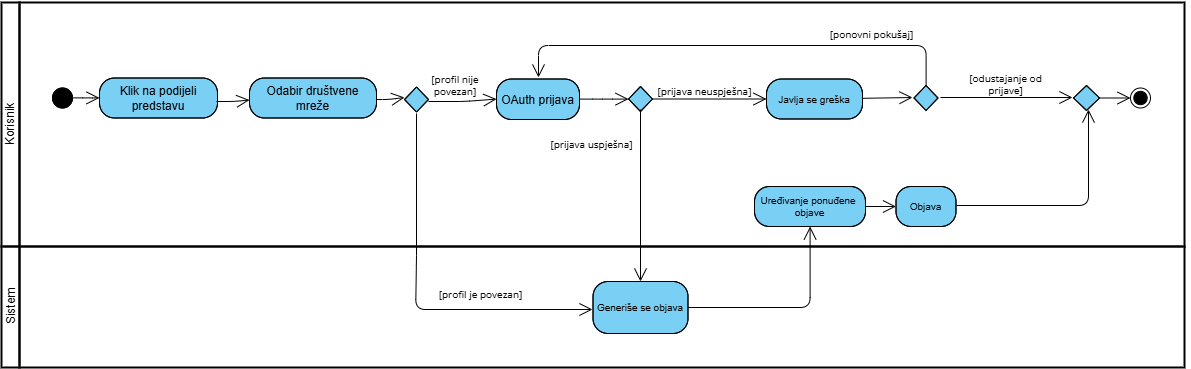 Korisnik
Klik na podijeli
predstavu
Odabir društvene
mreže
[profil nije
povezan]
OAuth prijava
[prijava neuspješna]
Javlja se greška
[ponovni pokušaj]
[odustajanje od
prijave]
[prijava uspješna]
Uređivanje ponuđene
objave
Objava
Sistem
[profil je povezan]
Generiše se objava